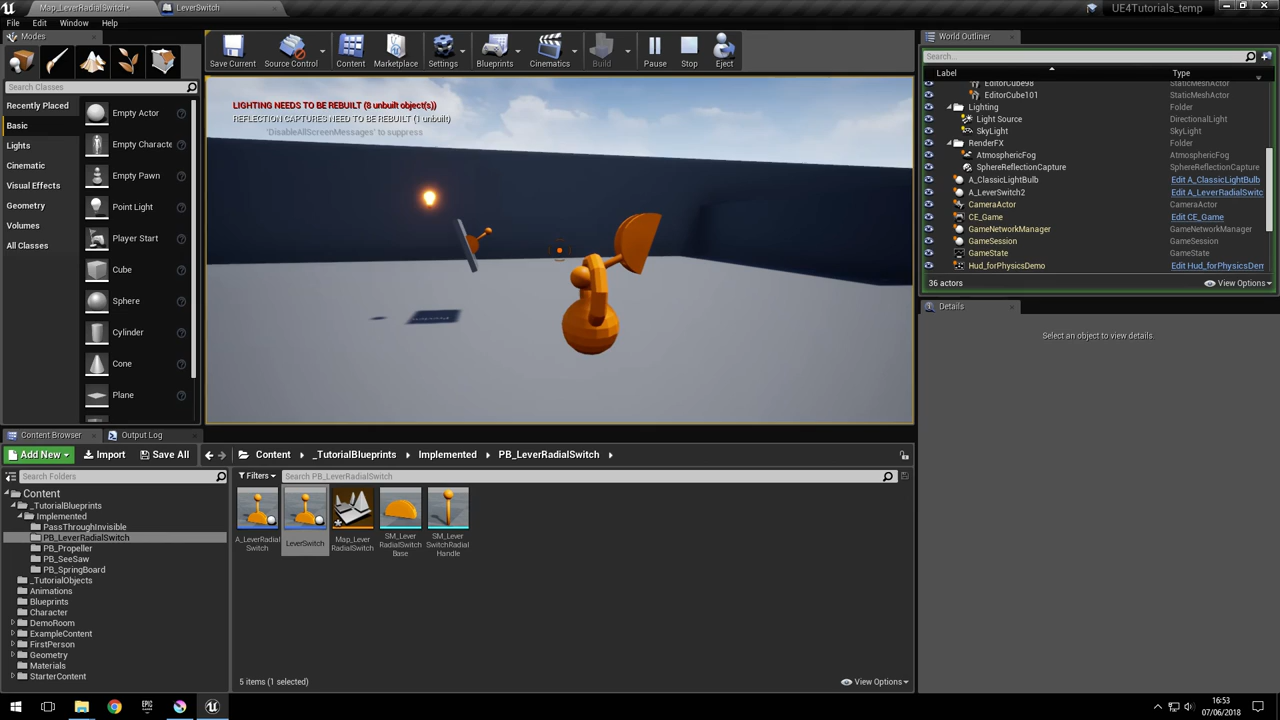 Map_LeverRadialSwitch*
LeverSwitch
UE4Tutorials_temp
File Edit Window Help
Modes
Search Classes
Recently Placed
Basic
Lights
Cinematic
Visual Effects
Geometry
Volumes
All Classes
Empty Actor
Empty Characte
Empty Pawn
Point Light
Player Start
Cube
Sphere
Cylinder
Cone
Plane
Save Current
Source Control
Content
Marketplace
Settings
Blueprints
Cinematics
Build
Pause
Stop
Eject
LIGHTING NEEDS TO BE REBUILT (8 unbuilt object(s))
REFLECTION CAPTURES NEED TO BE REBUILT (1 unbuilt)
'DisableAllScreenMessages' to suppress
Preview
World Outliner
Search...
Label Type
EditorCube98 StaticMeshActor
EditorCube101 StaticMeshActor
Lighting Folder
Light Source DirectionalLight
SkyLight SkyLight
RenderFX Folder
AtmosphericFog AtmosphericFog
SphereReflectionCapture SphereReflectionCapture
A_ClassicLightBulb Edit A_ClassicLightBulb
A_LeverSwitch2 Edit A_LeverRadialSwitc
CameraActor CameraActor
CE_Game Edit CE_Game
GameNetworkManager GameNetworkManager
GameSession GameSession
GameState GameState
Hud_forPhysicsDemo Edit Hud_forPhysicsDem
36 actors View Options
Details
Select an object to view details.
Content Browser
Output Log
Add New Import Save All
Content _TutorialBlueprints Implemented PB_LeverRadialSwitch
Search Folders
Filters
Search PB_LeverRadialSwitch
Content
_TutorialBlueprints
Implemented
PassThroughInvisible
PB_LeverRadialSwitch
PB_Propeller
PB_SeeSaw
PB_SpringBoard
_TutorialObjects
Animations
Blueprints
Character
DemoRoom
ExampleContent
FirstPerson
Geometry
Materials
StarterContent
A_LeverRadial
Switch
LeverSwitch
Map_Lever
RadialSwitch
SM_Lever
RadialSwitch
Base
SM_Lever
SwitchRadial
Handle
5 items (1 selected)
View Options
16:53
07/06/2018